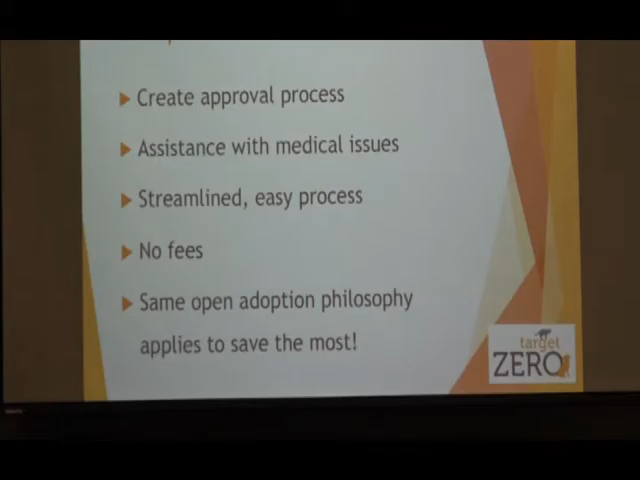 Create approval process
Assistance with medical issues
Streamlined, easy process
No fees
Same open adoption philosophy
applies to save the most!
target
ZERO